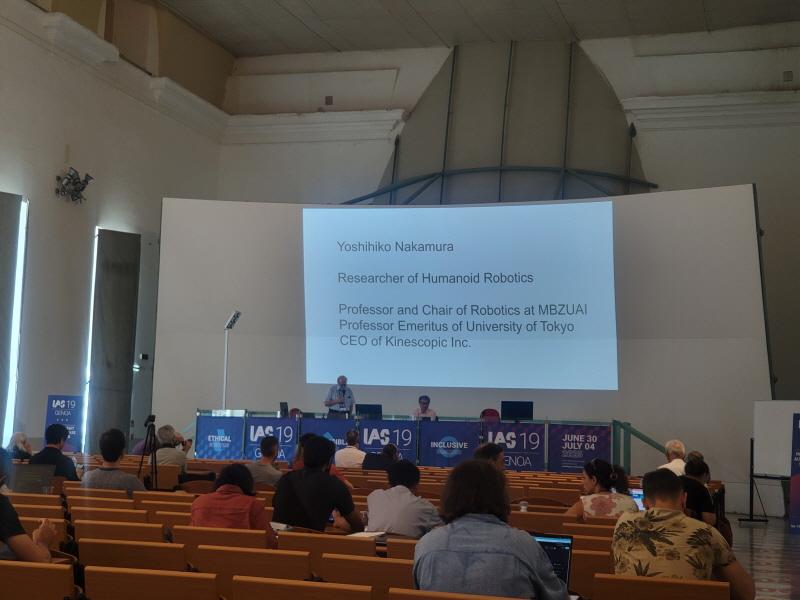 Yoshihiko Nakamura
Researcher of Humanoid Robotics
Professor and Chair of Robotics at MBZUAI
Professor Emeritus of University of Tokyo
CEO of Kinescopic Inc.
IAS 19
GENOA
ETHICAL
IAS 19
GENOA
IAS 19
INCLUSIVE
IAS 19
GENOA
JUNE 30
JULY 04
2025